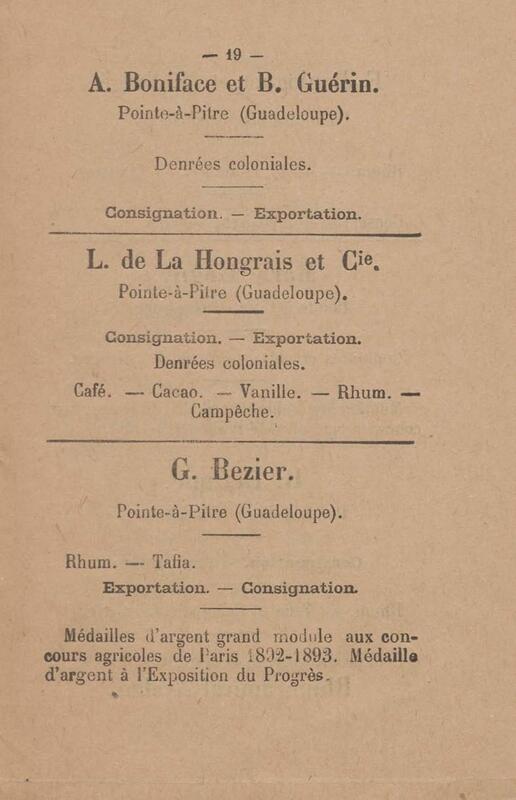 — 19 —
A. Boniface et B. Guérin.
Pointe-à-Pitre (Guadeloupe).
Denrées coloniales.
Consignation. — Exportation.
L. de La Hongrais et Cie.
Pointe-à-Pitre (Guadeloupe).
Consignation. — Exportation.
Denrées coloniales.
Café. — Cacao. — Vanille. — Rhum. —
Campêche.
G. Bezier.
Pointe-à-Pitre (Guadeloupe).
Rhum. — Tafia.
Exportation. — Consignation.
Médailles d'argent grand module aux con-
cours agricoles de Paris 1892-1893. Médaille
d'argent à l'Exposition du Progrès.